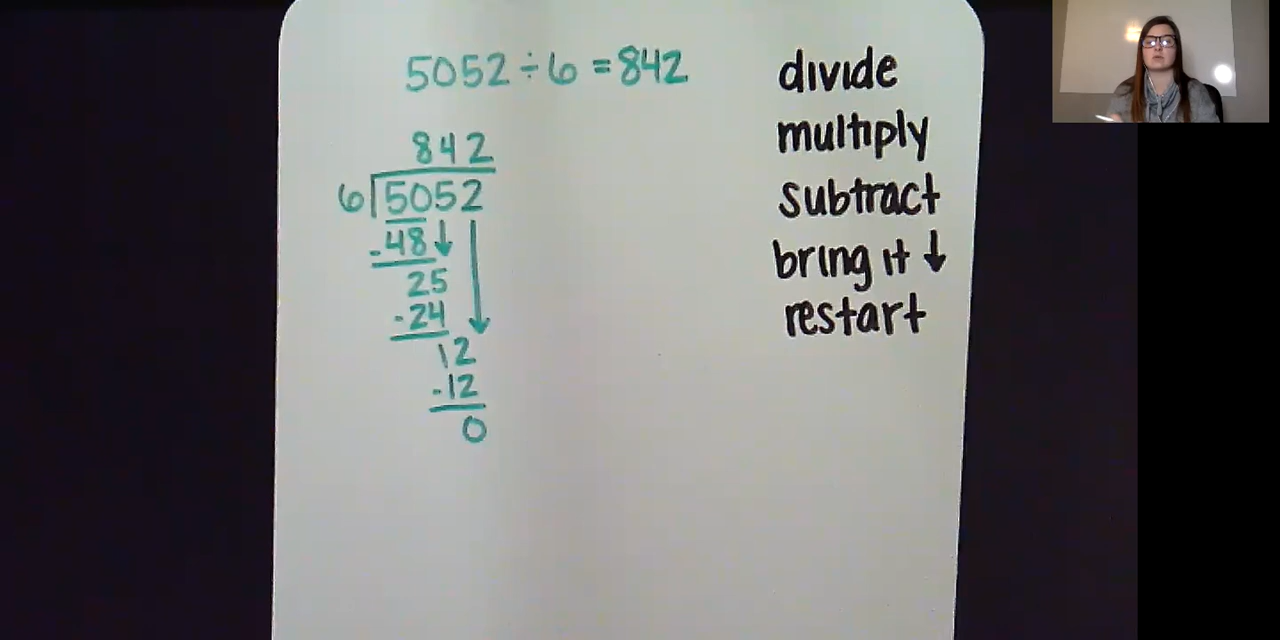 5052 ÷ 6 = 842
842
6 5052
-48 ↓
25
-24
12
-12
0
divide
multiply
subtract
bring it ↓
restart